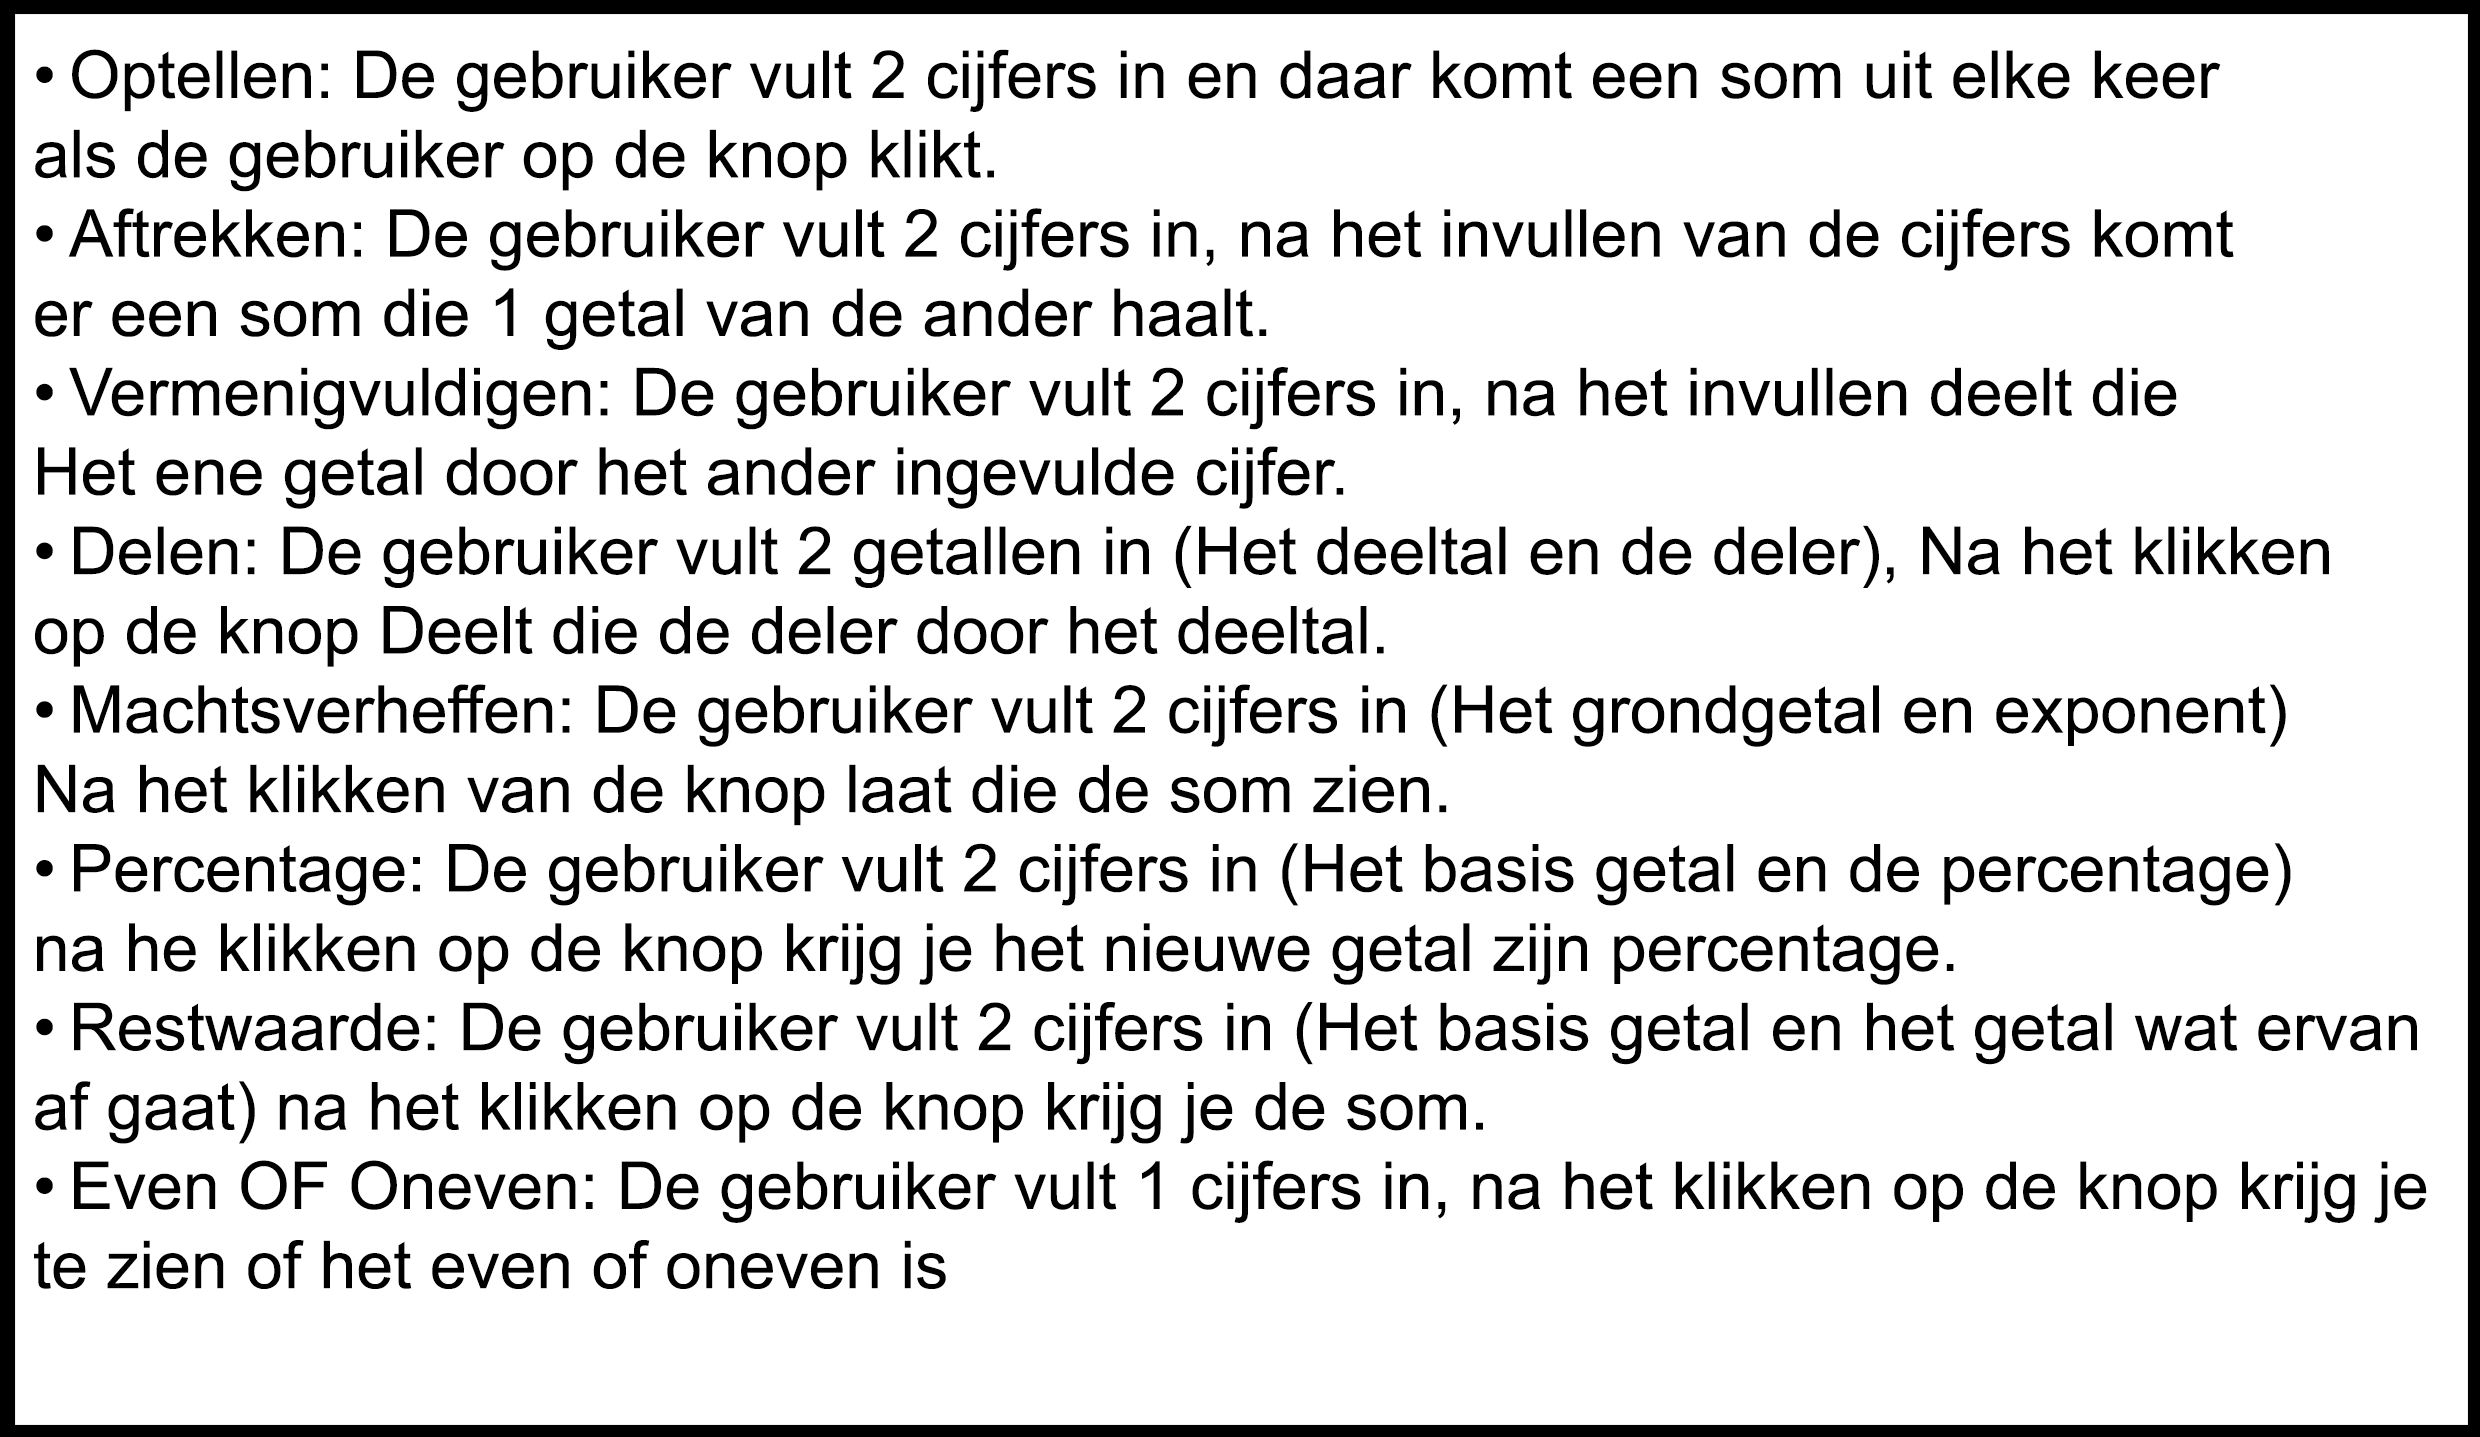 • Optellen: De gebruiker vult 2 cijfers in en daar komt een som uit elke keer
als de gebruiker op de knop klikt.
• Aftrekken: De gebruiker vult 2 cijfers in, na het invullen van de cijfers komt
er een som die 1 getal van de ander haalt.
• Vermenigvuldigen: De gebruiker vult 2 cijfers in, na het invullen deelt die
Het ene getal door het ander ingevulde cijfer.
• Delen: De gebruiker vult 2 getallen in (Het deeltal en de deler), Na het klikken
op de knop Deelt die de deler door het deeltal.
• Machtsverheffen: De gebruiker vult 2 cijfers in (Het grondgetal en exponent)
Na het klikken van de knop laat die de som zien.
• Percentage: De gebruiker vult 2 cijfers in (Het basis getal en de percentage)
na he klikken op de knop krijg je het nieuwe getal zijn percentage.
• Restwaarde: De gebruiker vult 2 cijfers in (Het basis getal en het getal wat ervan
af gaat) na het klikken op de knop krijg je de som.
• Even OF Oneven: De gebruiker vult 1 cijfers in, na het klikken op de knop krijg je
te zien of het even of oneven is